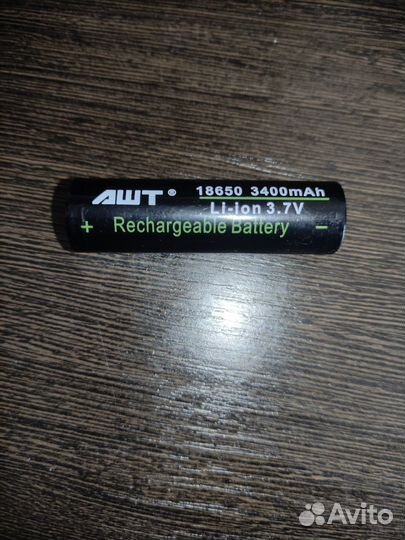 AWT® 18650 3400mAh
Li-ion 3.7V
+ Rechargeable Battery −
Avito